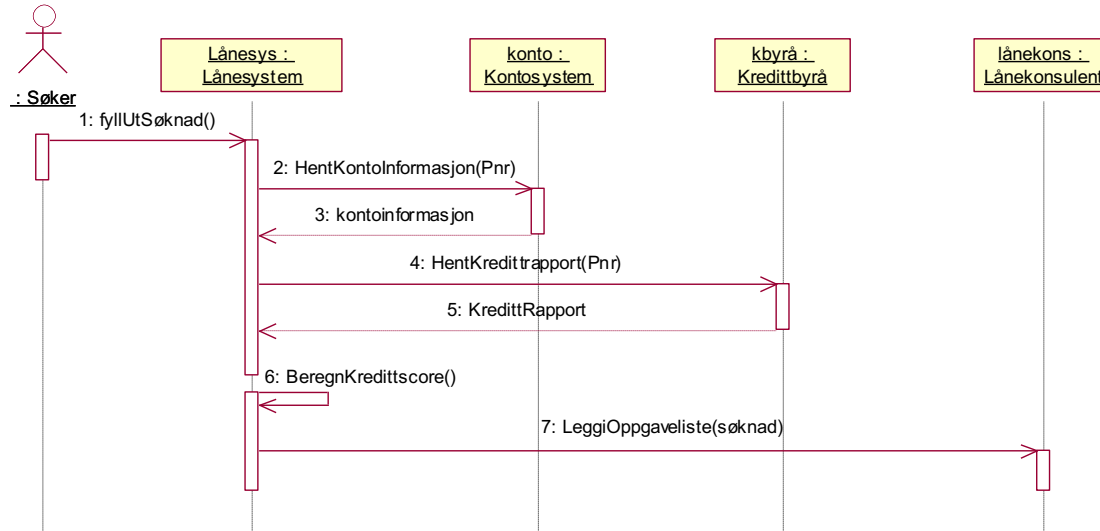 : Søker
Lånesys :
Lånesystem
konto :
Kontosystem
kbyrå :
Kredittbyrå
lånekons :
Lånekonsulent
1: fyllUtSøknad()
2: HentKontoInformasjon(Pnr)
3: kontoinformasjon
4: HentKredittrapport(Pnr)
5: KredittRapport
6: BeregnKredittscore()
7: LeggiOppgaveliste(søknad)